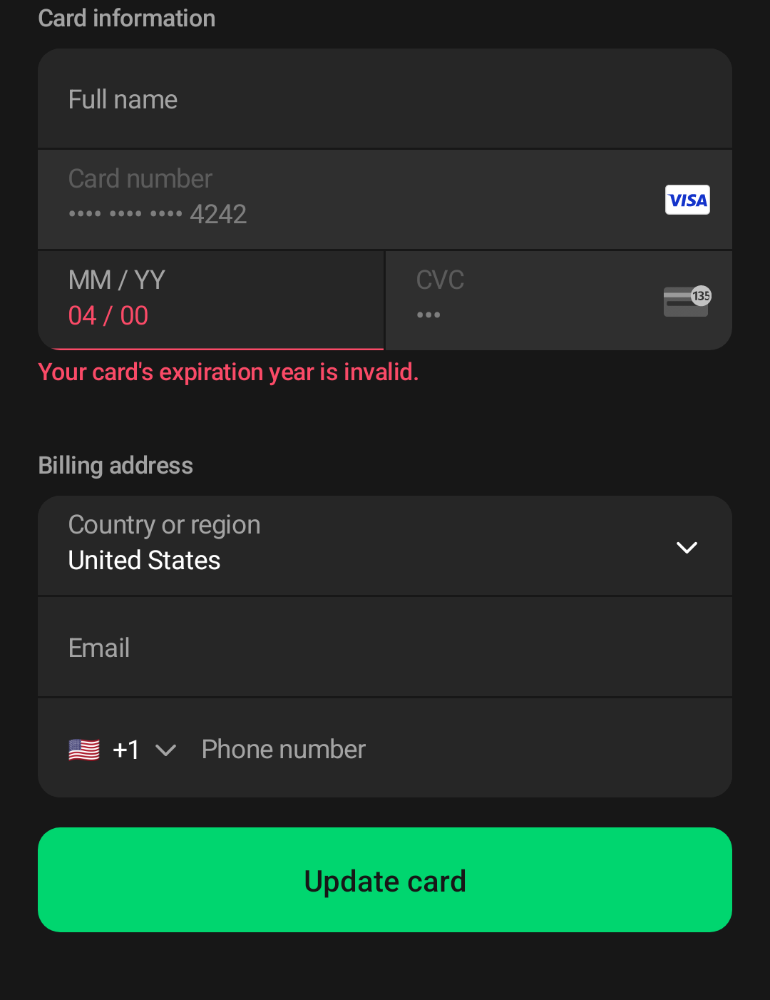 Card information
Full name
Card number
•••• •••• •••• 4242
VISA
MM / YY
04 / 00
CVC
•••
135
Your card's expiration year is invalid.
Billing address
Country or region
United States
Email
+1
Phone number
Update card